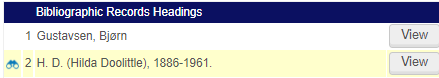 Bibliographic Records Headings
1 Gustavsen, Bjørn View
2 H. D. (Hilda Doolittle), 1886-1961. View